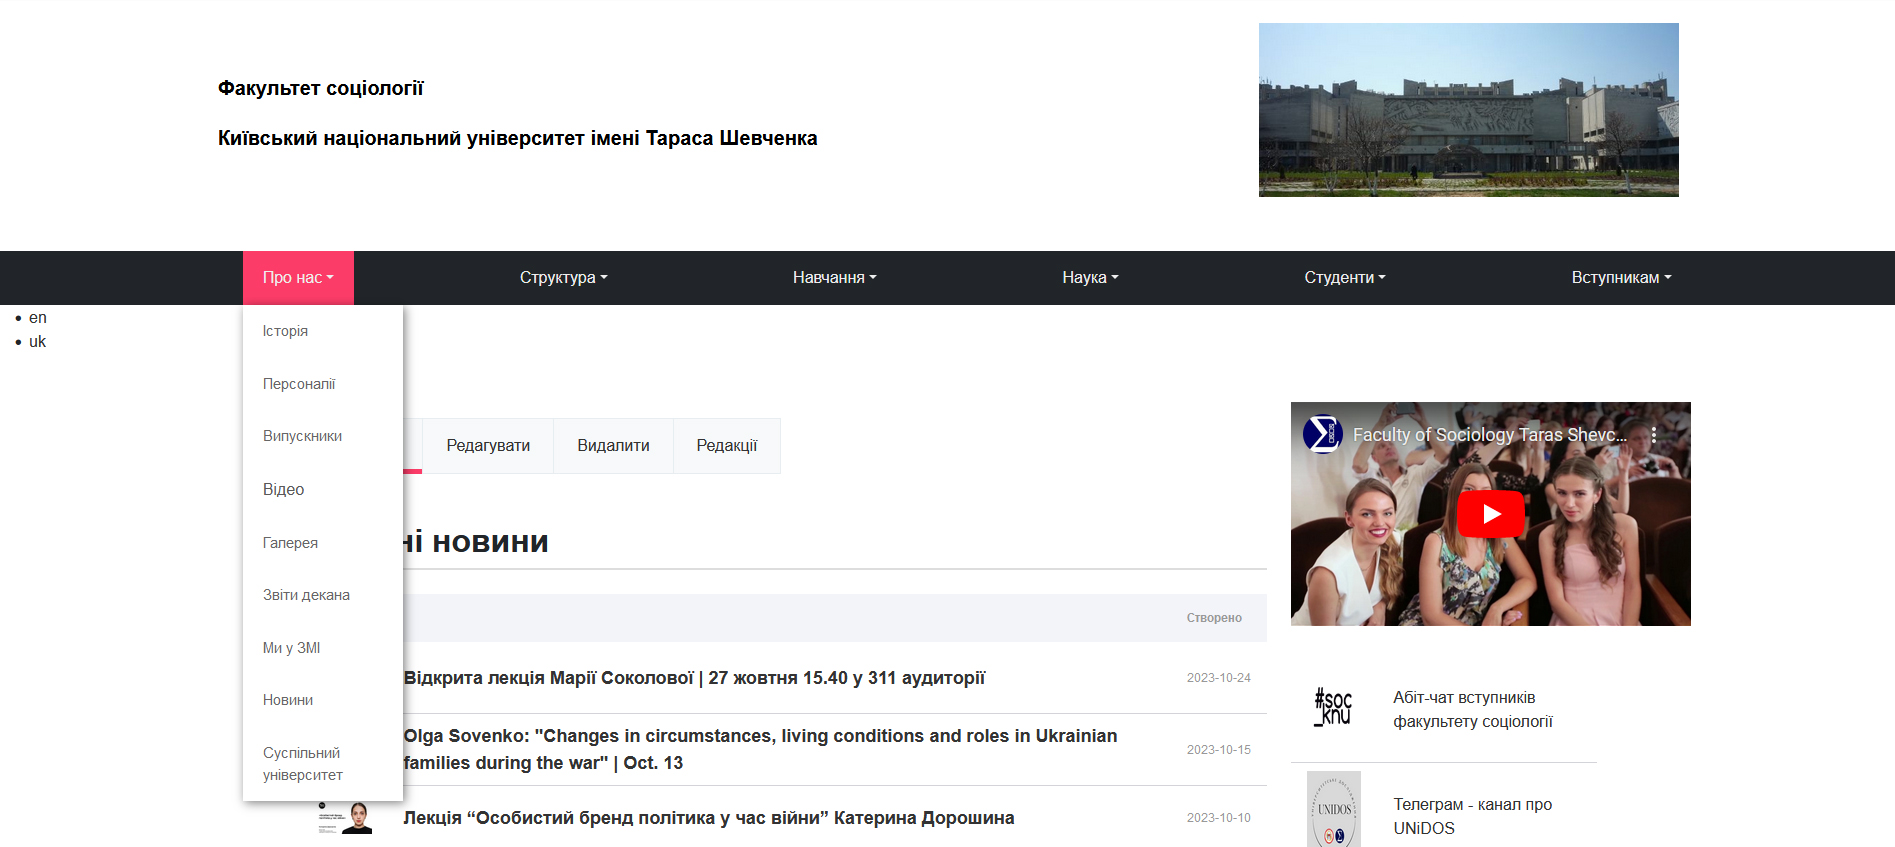 Факультет соціології
Київський національний університет імені Тараса Шевченка
Про нас
Структура
Навчання
Наука
Студенти
Вступникам
en
uk
Історія
Персоналії
Випускники
Відео
Галерея
Звіти декана
Ми у ЗМІ
Новини
Суспільний
університет
Редагувати
Видалити
Редакції
ні новини
Створено
Відкрита лекція Марії Соколової | 27 жовтня 15.40 у 311 аудиторії
2023-10-24
Olga Sovenko: "Changes in circumstances, living conditions and roles in Ukrainian
families during the war" | Oct. 13
2023-10-15
Лекція “Особистий бренд політика у час війни” Катерина Дорошина
2023-10-10
Faculty of Sociology Taras Shevc...
#soc
_knu
Абіт-чат вступників
факультету соціології
UNIDOS
Телеграм - канал про
UNiDOS